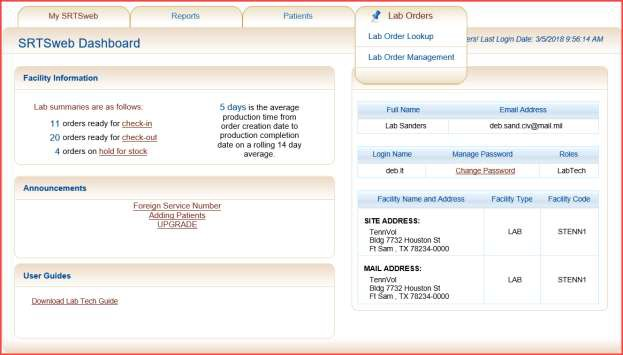 My SRTSweb
Reports
Patients
Lab Orders
Lab Order Lookup
Lab Order Management
SRTSweb Dashboard
ers! Last Login Date: 3/5/2018 9:56:14 AM
Facility Information
Lab summaries are as follows:
11 orders ready for check-in
20 orders ready for check-out
4 orders on hold for stock
5 days is the average
production time from
order creation date to
production completion
date on a rolling 14 day
average.
Announcements
Foreign Service Number
Adding Patients
UPGRADE
User Guides
Download Lab Tech Guide
Full Name Email Address
Lab Sanders deb.sand.civ@mail.mil
Login Name Manage Password Roles
deb.lt Change Password LabTech
Facility Name and Address Facility Type Facility Code
SITE ADDRESS:
TennVol LAB STENN1
Bldg 7732 Houston St
Ft Sam , TX 78234-0000
MAIL ADDRESS:
TennVol LAB STENN1
Bldg 7732 Houston St
Ft Sam , TX 78234-0000